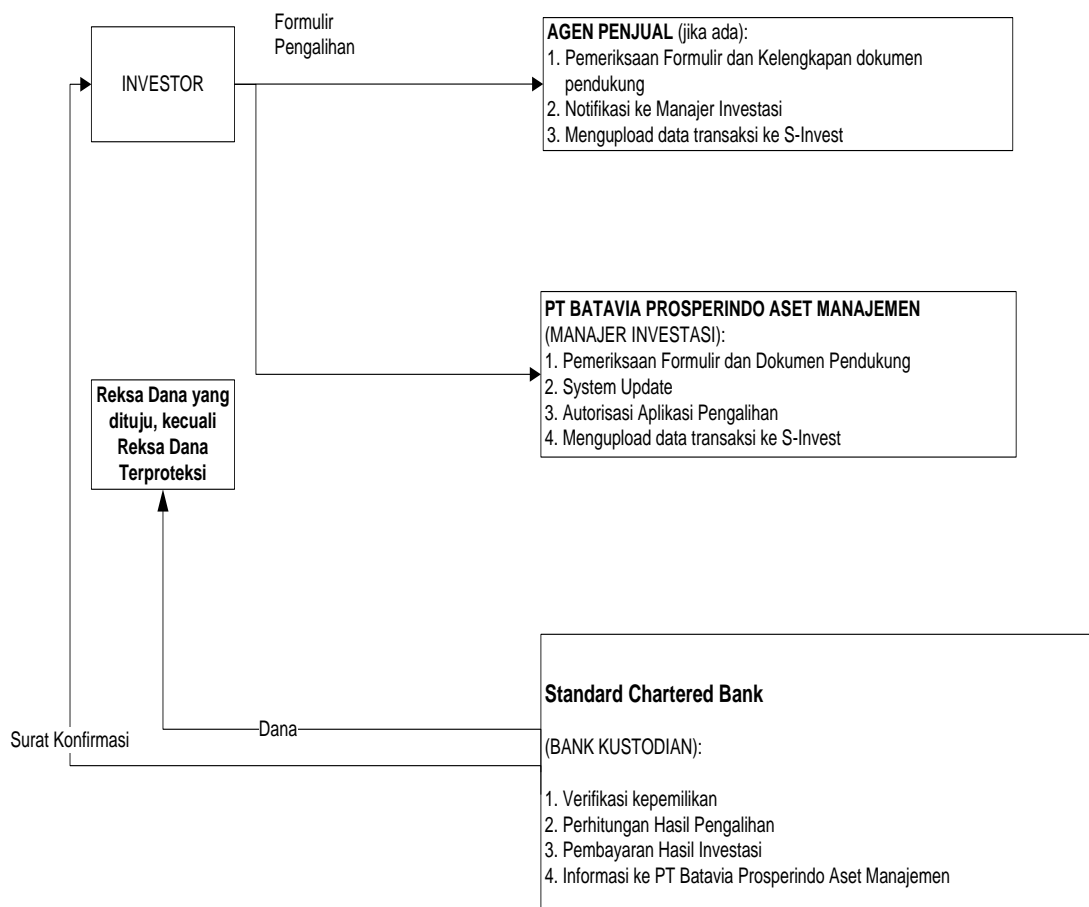 Formulir
Pengalihan
INVESTOR
AGEN PENJUAL (jika ada):
1. Pemeriksaan Formulir dan Kelengkapan dokumen
pendukung
2. Notifikasi ke Manajer Investasi
3. Mengupload data transaksi ke S-Invest
PT BATAVIA PROSPERINDO ASET MANAJEMEN
(MANAJER INVESTASI):
1. Pemeriksaan Formulir dan Dokumen Pendukung
2. System Update
3. Autorisasi Aplikasi Pengalihan
4. Mengupload data transaksi ke S-Invest
Reksa Dana yang
dituju, kecuali
Reksa Dana
Terproteksi
Surat Konfirmasi
Dana
Standard Chartered Bank
(BANK KUSTODIAN):
1. Verifikasi kepemilikan
2. Perhitungan Hasil Pengalihan
3. Pembayaran Hasil Investasi
4. Informasi ke PT Batavia Prosperindo Aset Manajemen